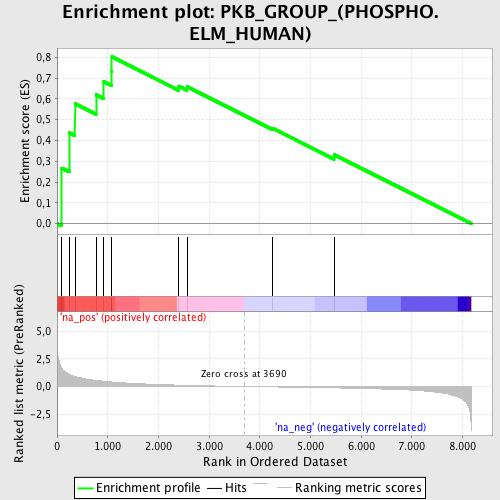 Enrichment plot: PKB_GROUP_(PHOSPHO.
ELM_HUMAN)
Enrichment score (ES)
0,8
0,7
0,6
0,5
0,4
0,3
0,2
0,1
0,0
'na_pos' (positively correlated)
Ranked list metric (PreRanked)
5,0
2,5
0,0
-2,5
Zero cross at 3690
'na_neg' (negatively correlated)
0 1.000 2.000 3.000 4.000 5.000 6.000 7.000 8.000
Rank in Ordered Dataset
Enrichment profile Hits Ranking metric scores